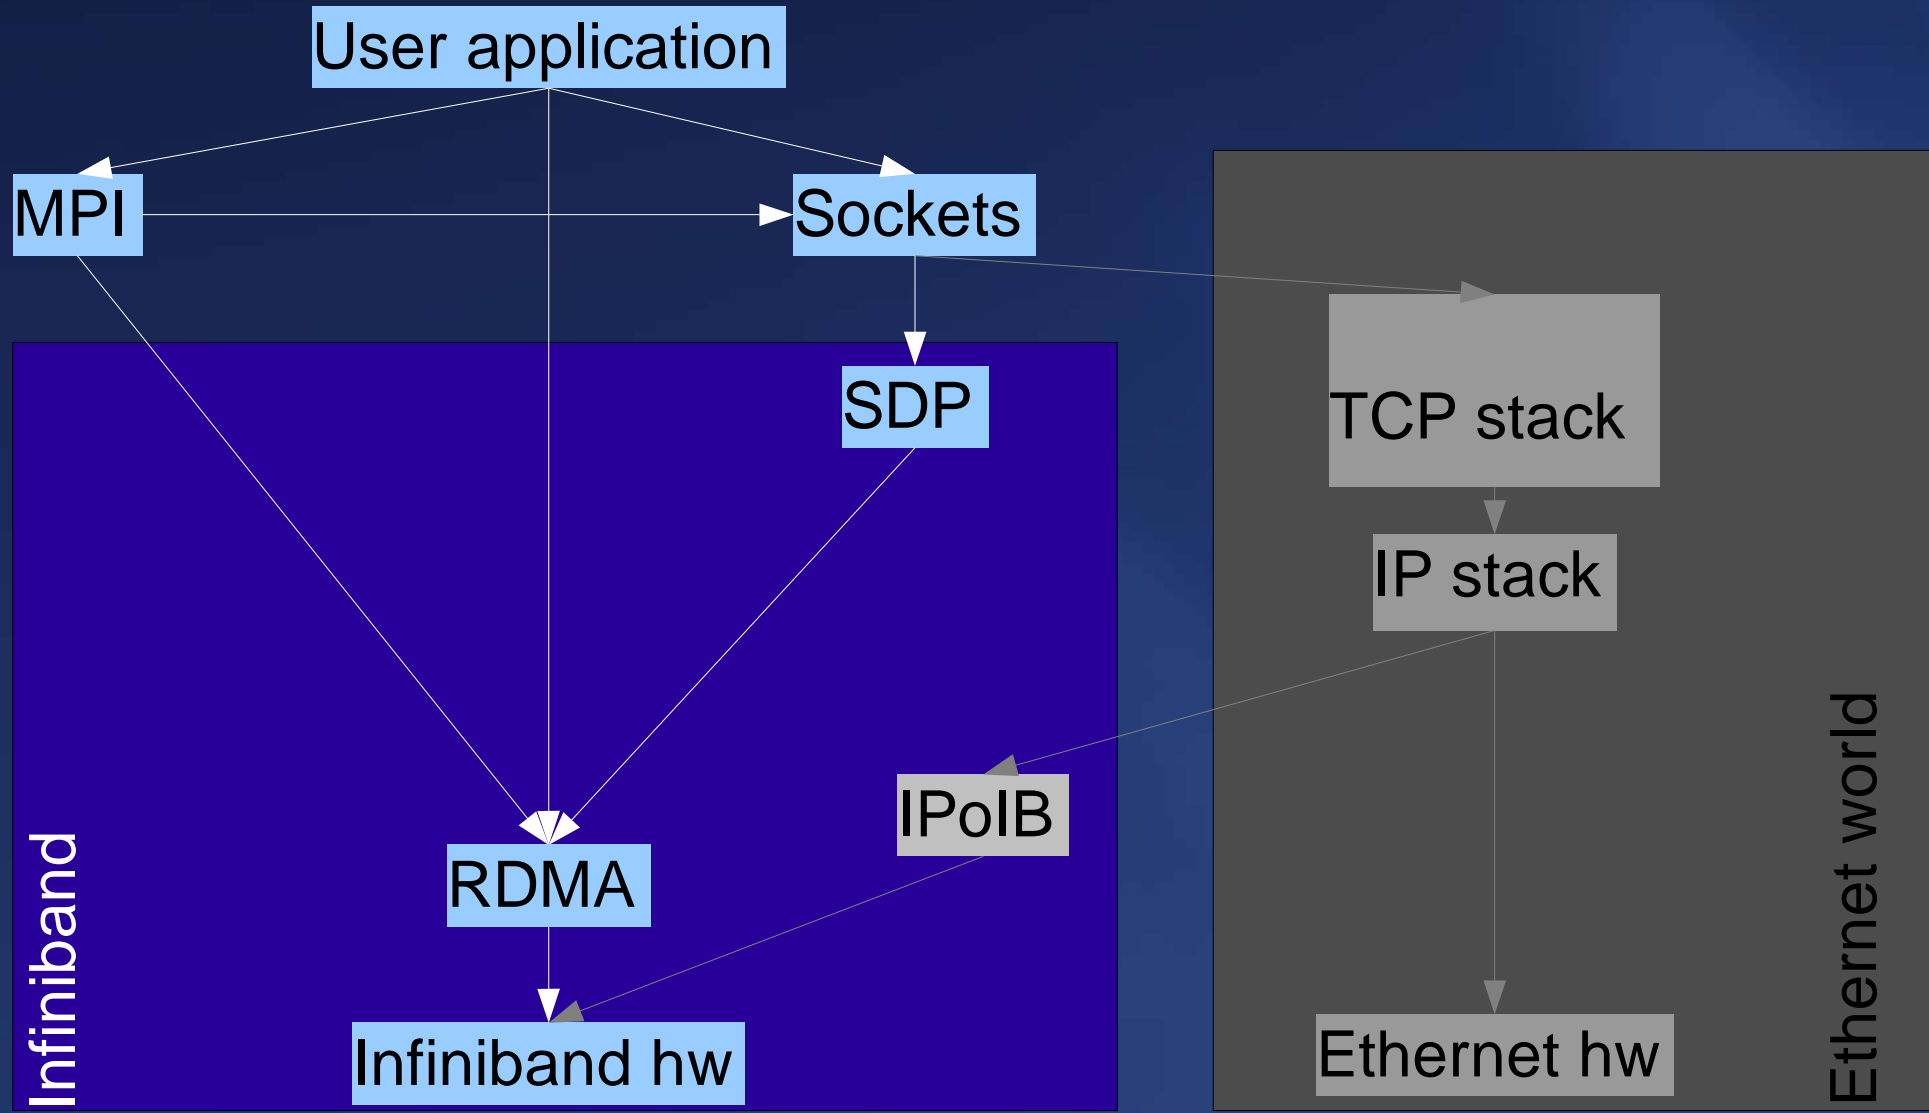 User application
MPI
Sockets
SDP
TCP stack
IP stack
IPoIB
RDMA
Infiniband hw
Ethernet hw
Infiniband
Ethernet world